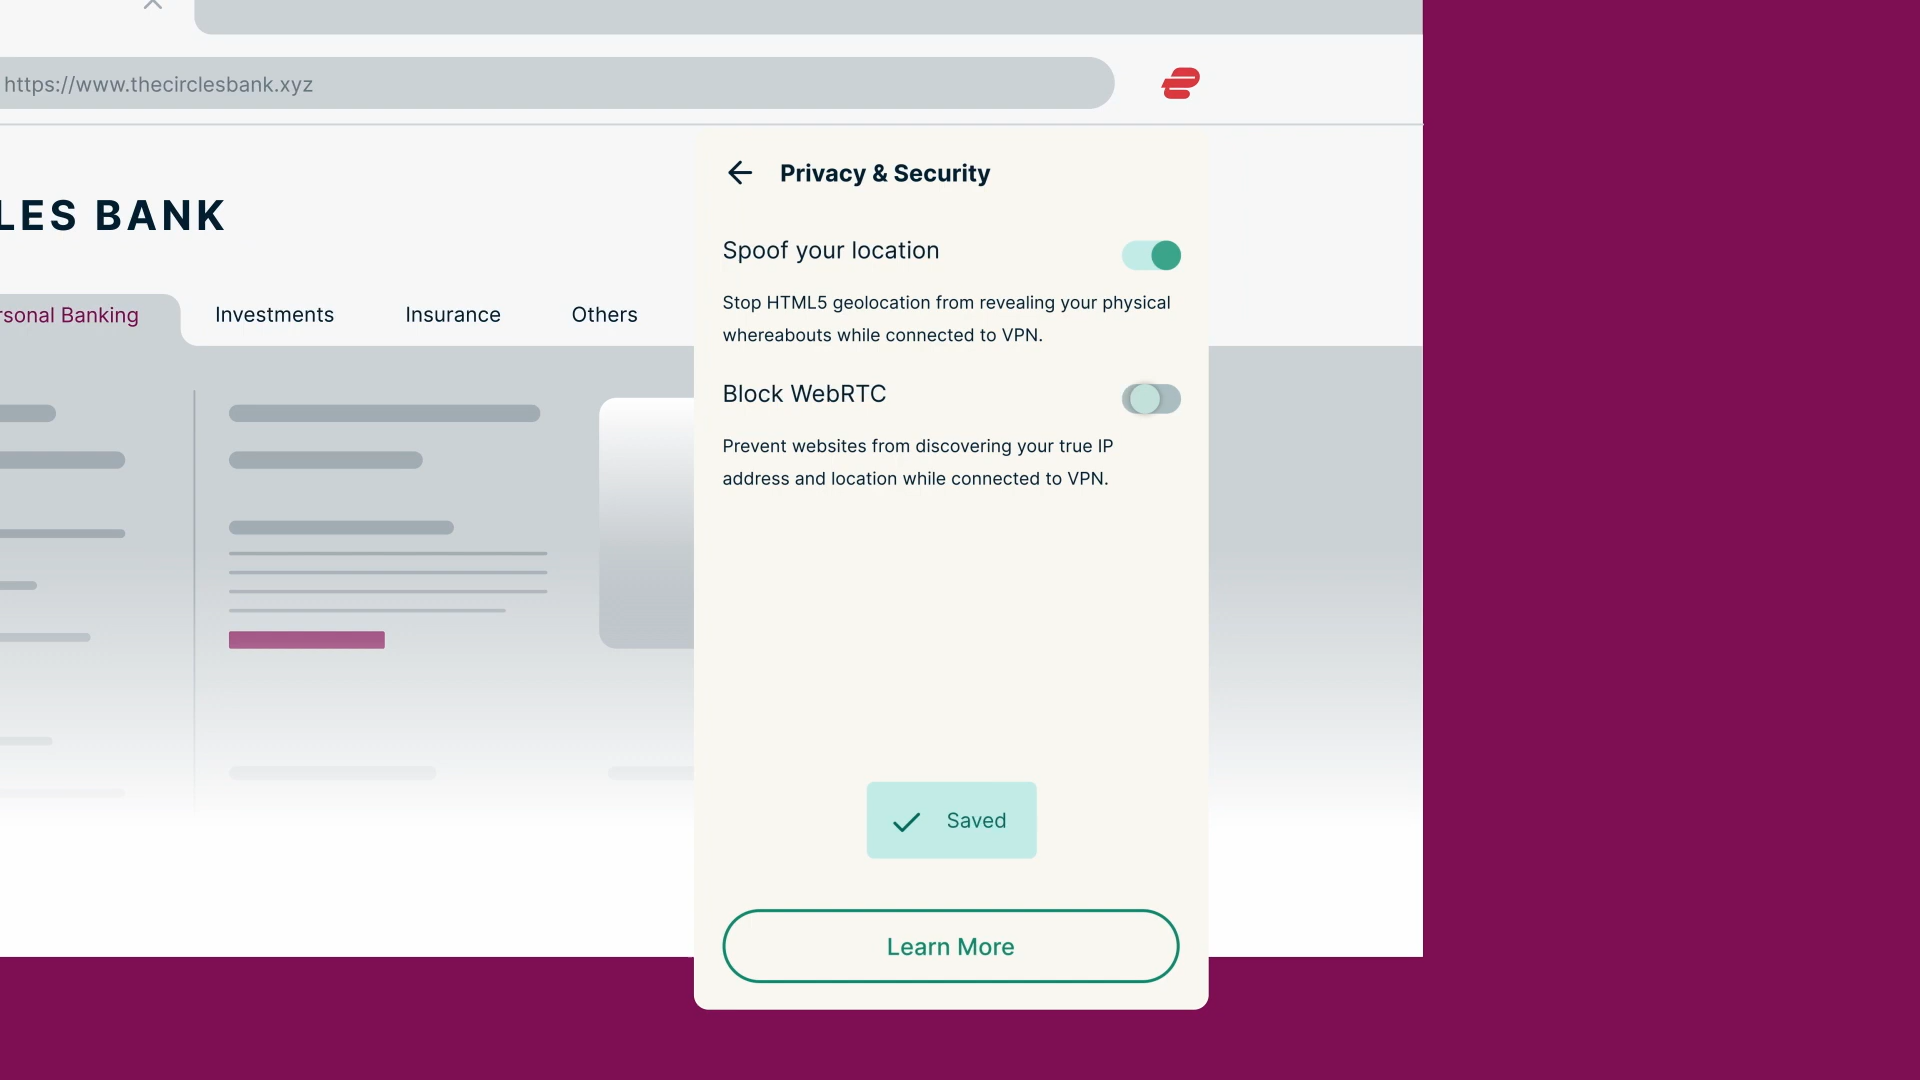 https://www.thecirclesbank.xyz
LES BANK
rsonal Banking
Investments
Insurance
Others
Privacy & Security
Spoof your location
Stop HTML5 geolocation from revealing your physical
whereabouts while connected to VPN.
Block WebRTC
Prevent websites from discovering your true IP
address and location while connected to VPN.
Saved
Learn More